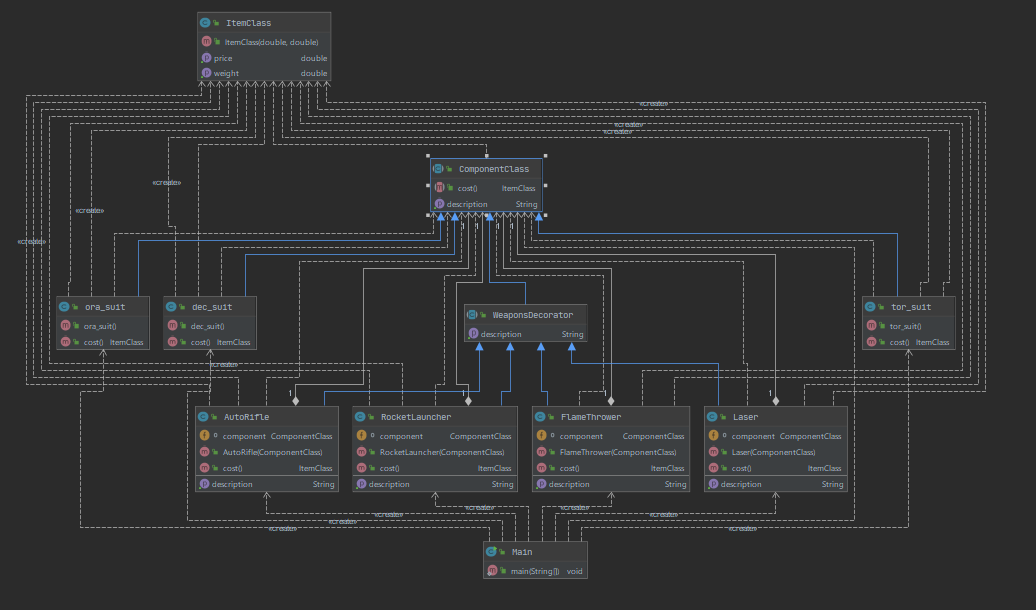 ItemClass
ItemClass(double, double)
price double
weight double
«create»
«create»
«create»
ComponentClass
cost() ItemClass
description String
«create»
«create»
«create»
1 1 1 1
ora_suit
ora_suit()
cost() ItemClass
dec_suit
dec_suit()
cost() ItemClass
WeaponsDecorator
description String
tor_suit
tor_suit()
cost() ItemClass
«create»
1 1 1 1
AutoRifle
component ComponentClass
AutoRifle(ComponentClass)
cost() ItemClass
description String
RocketLauncher
component ComponentClass
RocketLauncher(ComponentClass)
cost() ItemClass
description String
FlameThrower
component ComponentClass
FlameThrower(ComponentClass)
cost() ItemClass
description String
Laser
component ComponentClass
Laser(ComponentClass)
cost() ItemClass
description String
«create» «create»
«create» «create»
«create»
«create» «create»
Main
main(String[]) void